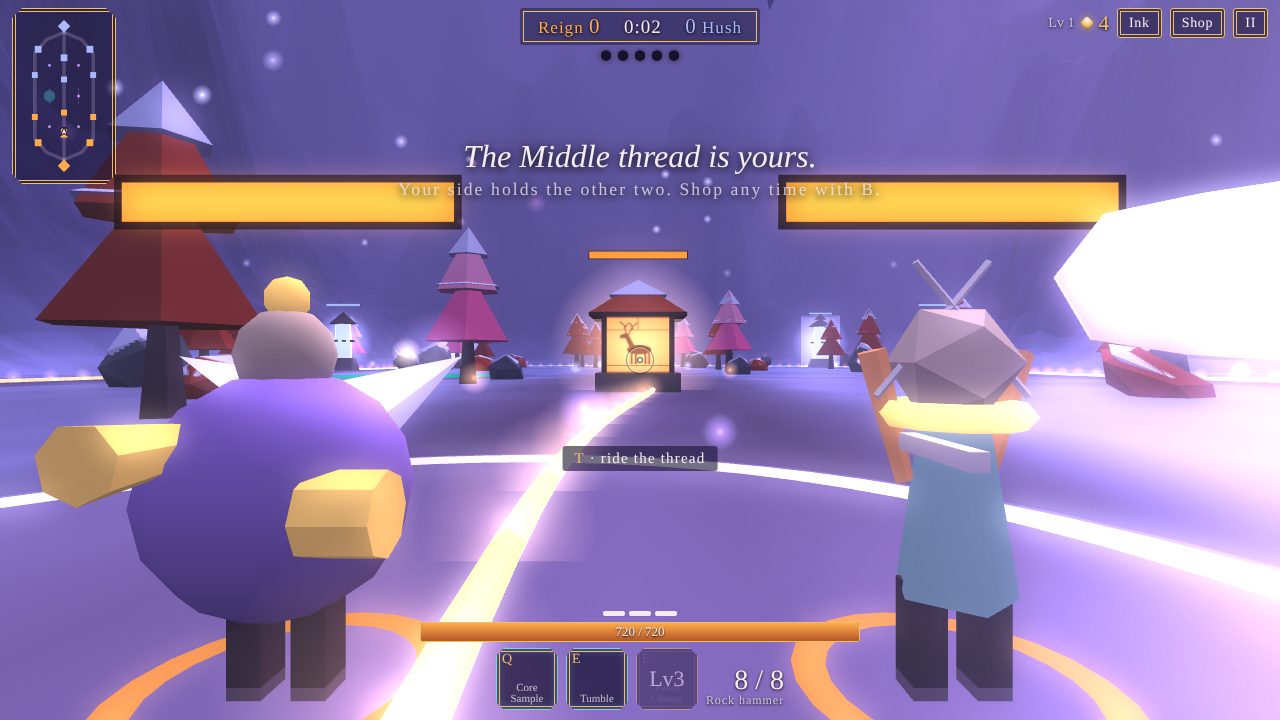 Reign 0 0:02 0 Hush
Lv 1 4 Ink Shop II
The Middle thread is yours.
Your side holds the other two. Shop any time with B.
T · ride the thread
720 / 720
Q Core Sample
E Tumble
Lv3
8 / 8
Rock hammer